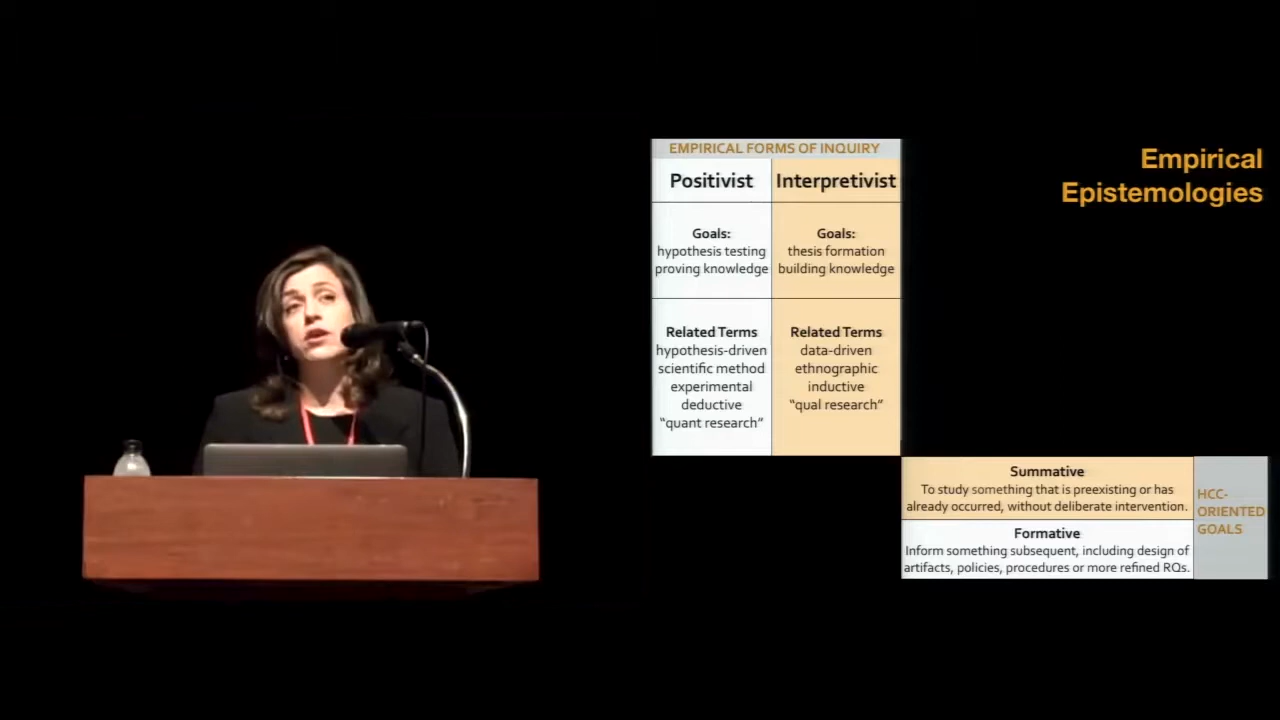 EMPIRICAL FORMS OF INQUIRY
Positivist
Interpretivist
Goals:
hypothesis testing
proving knowledge
Goals:
thesis formation
building knowledge
Related Terms
hypothesis-driven
scientific method
experimental
deductive
“quant research”
Related Terms
data-driven
ethnographic
inductive
“qual research”
Empirical
Epistemologies
Summative
To study something that is preexisting or has
already occurred, without deliberate intervention.
Formative
Inform something subsequent, including design of
artifacts, policies, procedures or more refined RQs.
HCC-
ORIENTED
GOALS